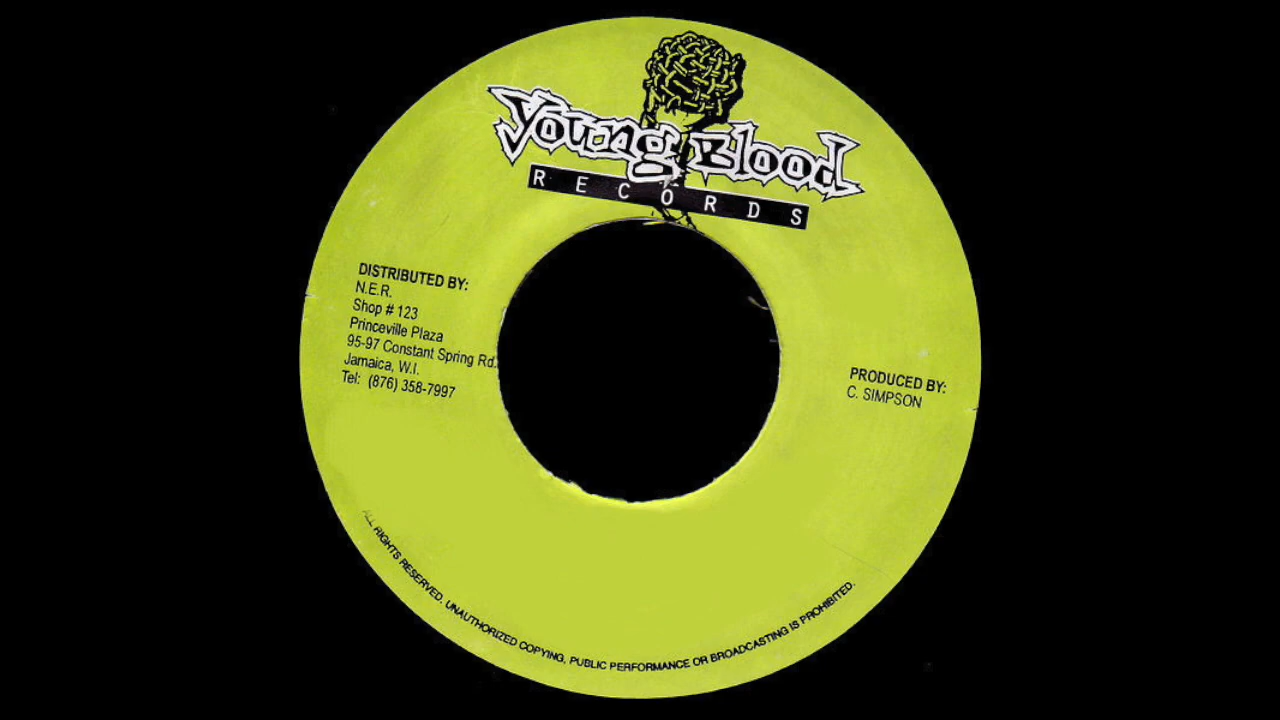 Young Blood
RECORDS
DISTRIBUTED BY:
N.E.R.
Shop # 123
Princeville Plaza
95-97 Constant Spring Rd.
Jamaica, W.I.
Tel: (876) 358-7997
PRODUCED BY:
C. SIMPSON
ALL RIGHTS RESERVED. UNAUTHORIZED COPYING, PUBLIC PERFORMANCE OR BROADCASTING IS PROHIBITED.